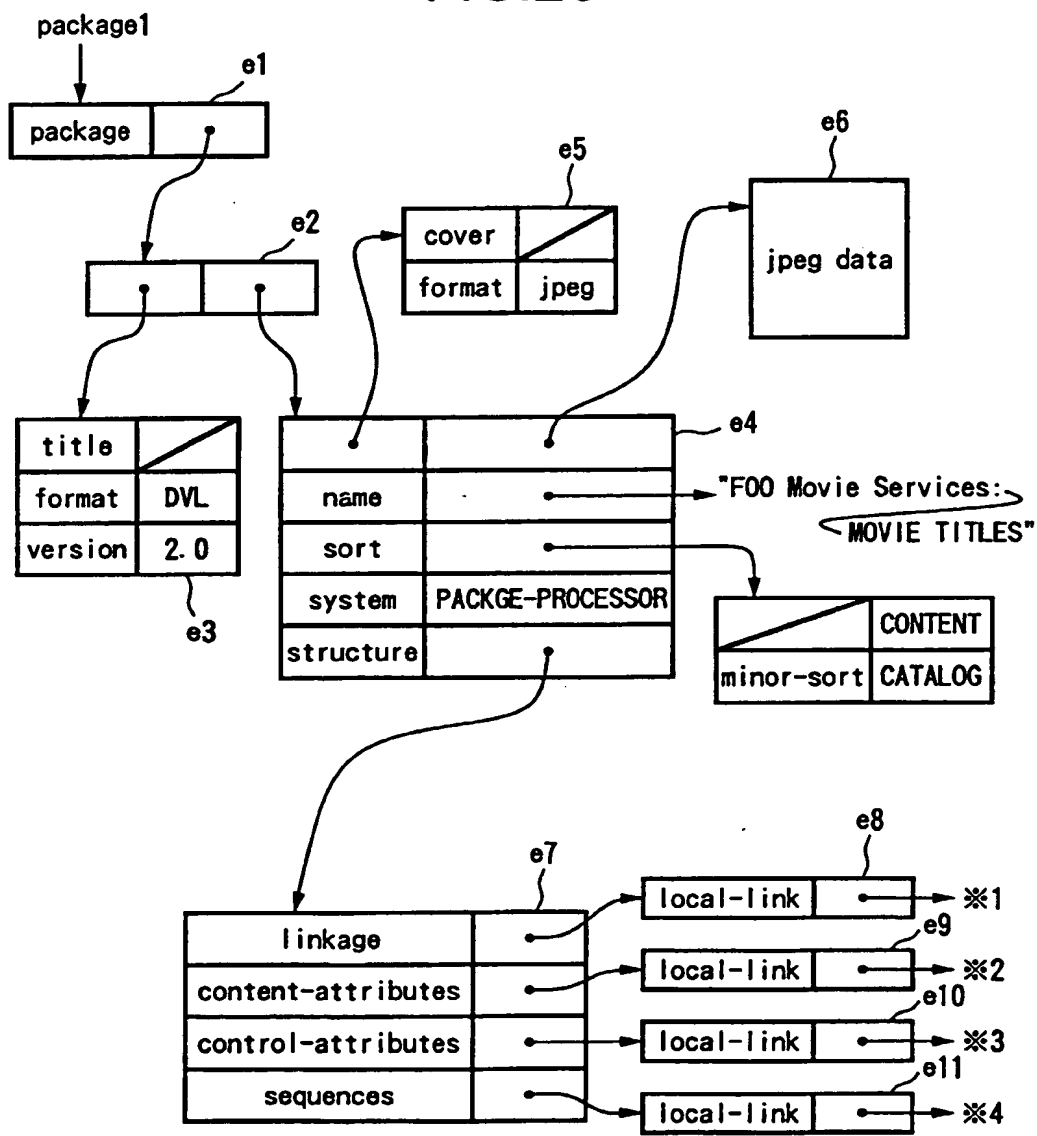 package1
e1
package
e2
e5
cover
format jpeg
e6
jpeg data
title
format DVL
version 2.0
e3
e4
name
"FOO Movie Services:
MOVIE TITLES"
sort
system PACKGE-PROCESSOR
structure
CONTENT
minor-sort CATALOG
e7
linkage
content-attributes
control-attributes
sequences
e8
local-link ※1
e9
local-link ※2
e10
local-link ※3
e11
local-link ※4